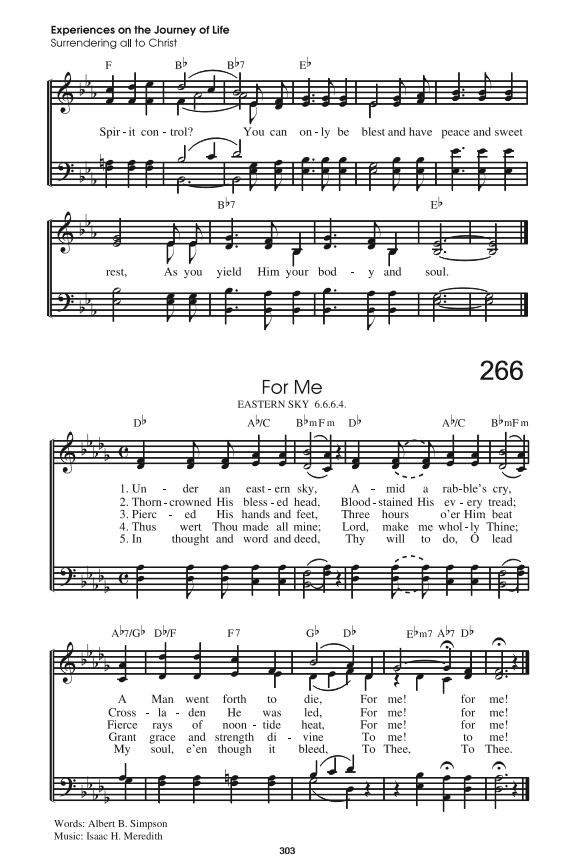 Experiences on the Journey of Life
Surrendering all to Christ
F B♭ B♭7 E♭
Spir - it con - trol? You can on - ly be blest and have peace and sweet
B♭7 E♭
rest, As you yield Him your bod - y and soul.
266
For Me
EASTERN SKY 6.6.6.4.
D♭ A♭/C B♭m Fm D♭ A♭/C B♭m Fm
1. Un - der an east - ern sky, A - mid a rab - ble's cry,
2. Thorn - crowned His bless - ed head, Blood - stained His ev - ery tread;
3. Pierc - ed His hands and feet, Three hours o'er Him beat
4. Thus wert Thou made all mine; Lord, make me whol - ly Thine;
5. In thought and word and deed, Thy will to do, O lead
A♭7/G♭ D♭/F F7 G♭ D♭ E♭m7 A♭7 D♭
A Man went forth to die, For me! for me!
Cross - la - den He was led, For me! for me!
Fierce rays of noon - tide heat, For me! for me!
Grant grace and strength di - vine To me! to me!
My soul, e'en though it bleed, To Thee, To Thee.
Words: Albert B. Simpson
Music: Isaac H. Meredith
303